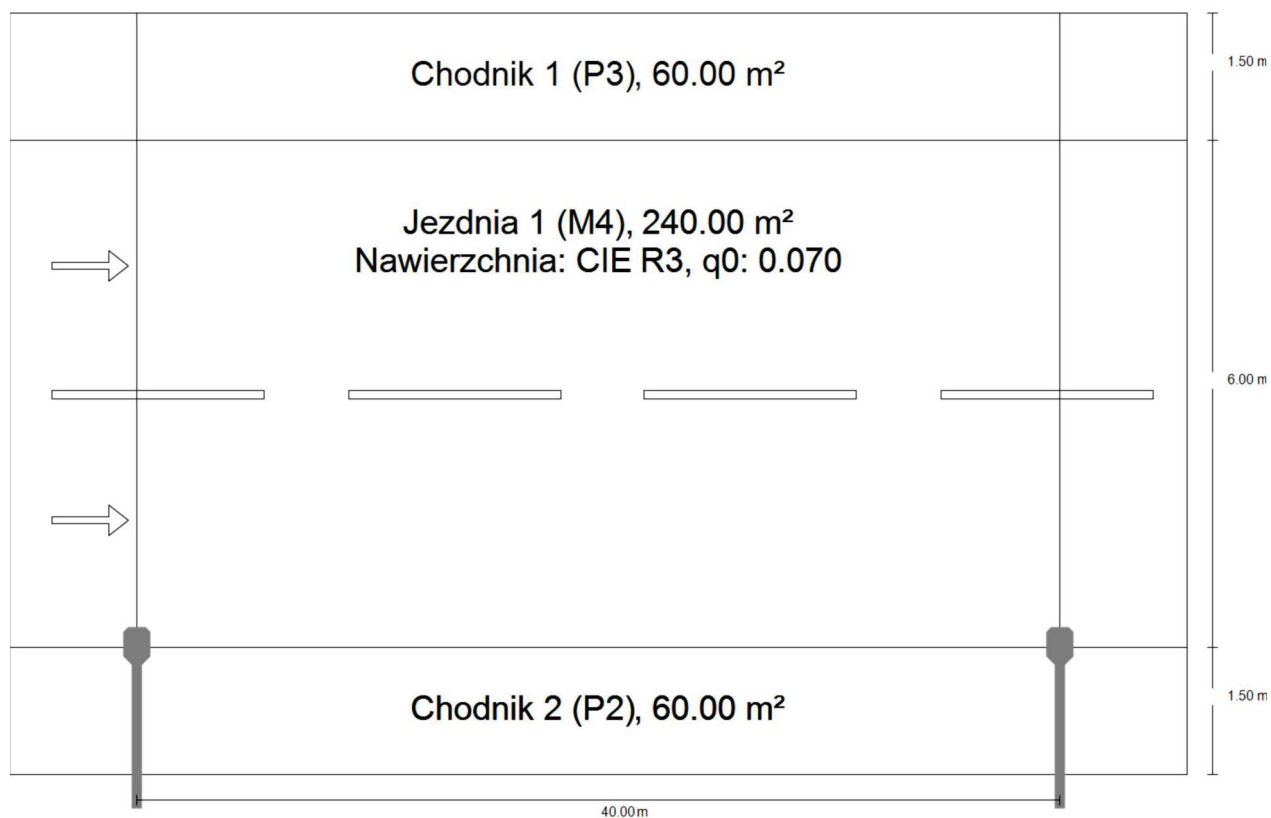 Chodnik 1 (P3), 60.00 m²
1.50 m
Jezdnia 1 (M4), 240.00 m²
Nawierzchnia: CIE R3, q0: 0.070
6.00 m
Chodnik 2 (P2), 60.00 m²
1.50 m
40.00 m